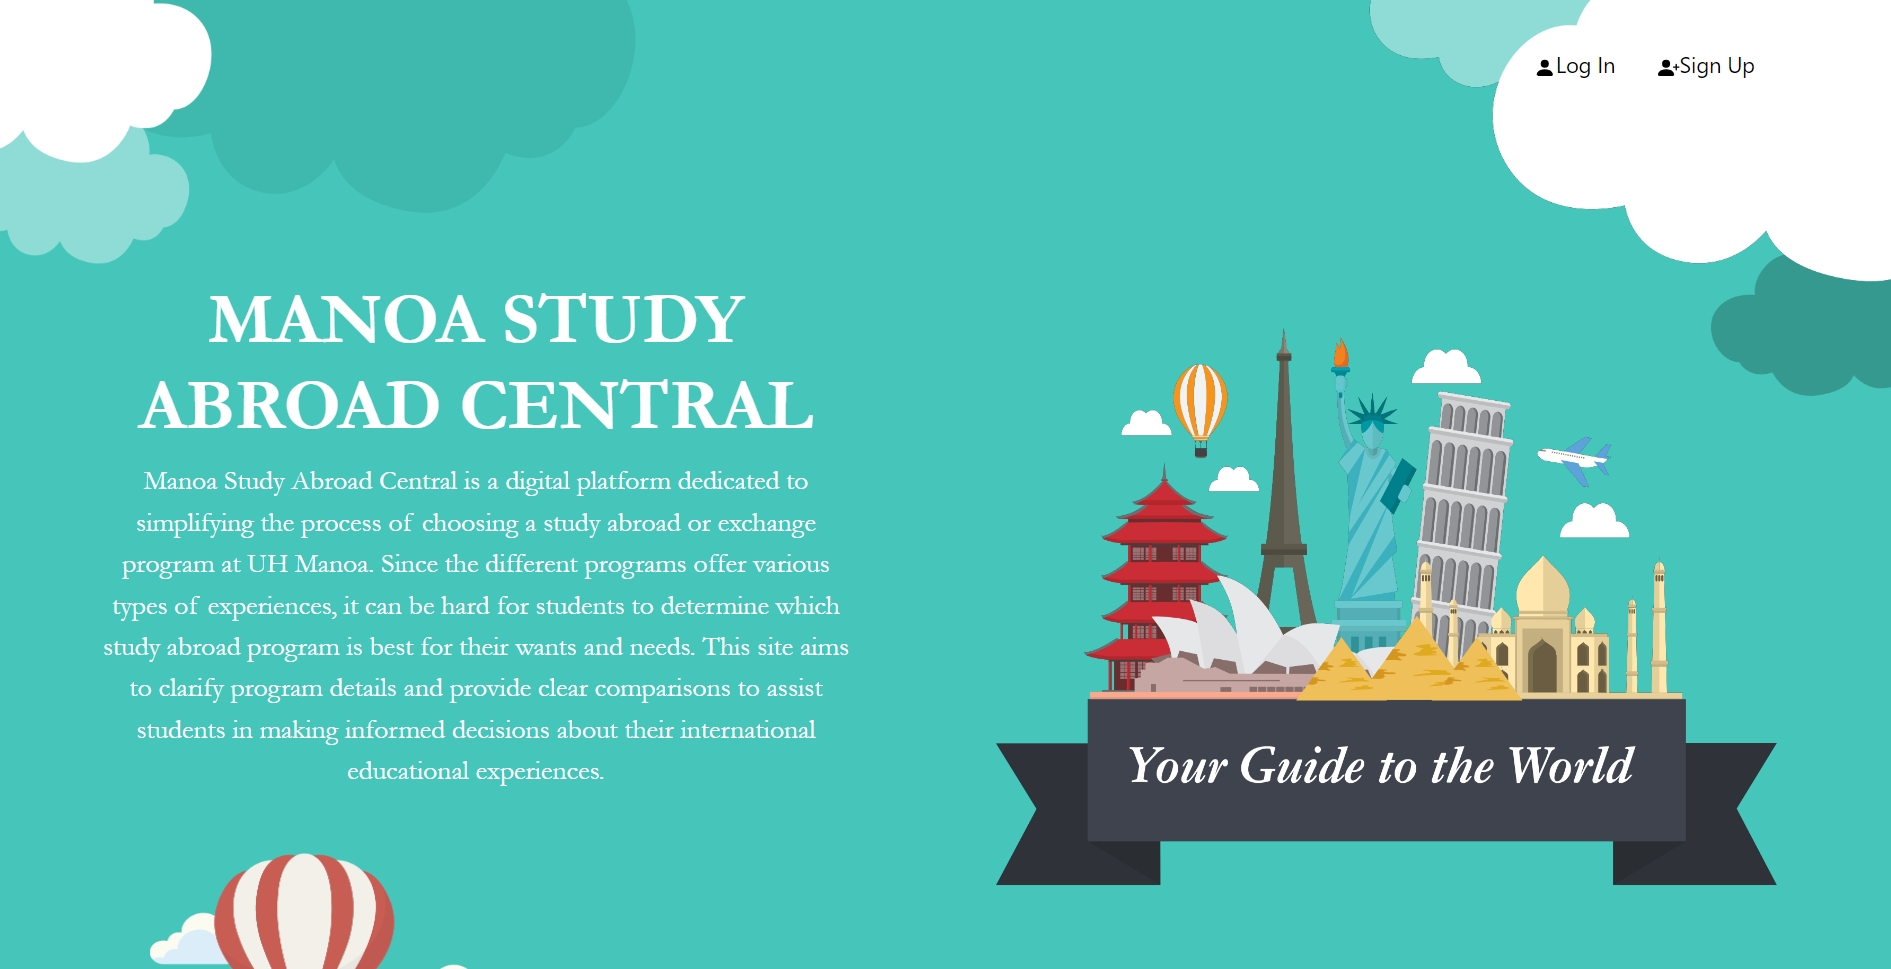 Log In
Sign Up
MANOA STUDY
ABROAD CENTRAL
Manoa Study Abroad Central is a digital platform dedicated to
simplifying the process of choosing a study abroad or exchange
program at UH Manoa. Since the different programs offer various
types of experiences, it can be hard for students to determine which
study abroad program is best for their wants and needs. This site aims
to clarify program details and provide clear comparisons to assist
students in making informed decisions about their international
educational experiences.
Your Guide to the World